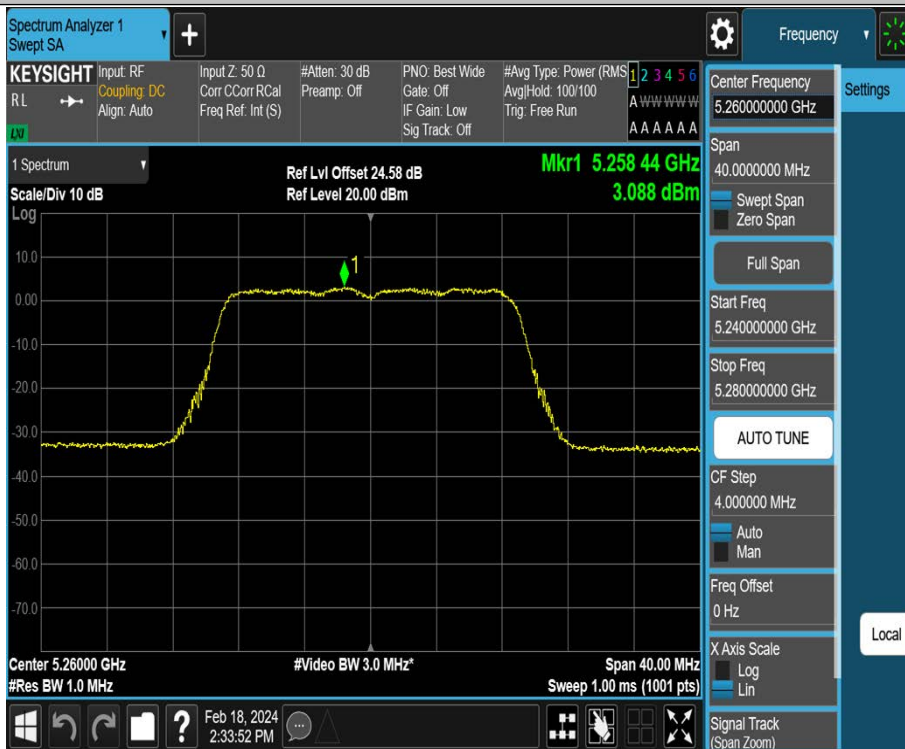 Spectrum Analyzer 1
Swept SA
+
Frequency
KEYSIGHT
RL
LXI
Input: RF
Coupling: DC
Align: Auto
Input Z: 50 Ω
Corr CCorr RCal
Freq Ref: Int (S)
#Atten: 30 dB
Preamp: Off
PNO: Best Wide
Gate: Off
IF Gain: Low
Sig Track: Off
#Avg Type: Power (RMS
Avg|Hold: 100/100
Trig: Free Run
1 2 3 4 5 6
A W W W W W
A A A A A A
1 Spectrum
Scale/Div 10 dB
Log
Ref Lvl Offset 24.58 dB
Ref Level 20.00 dBm
Mkr1 5.258 44 GHz
3.088 dBm
10.0
0.00
-10.0
-20.0
-30.0
-40.0
-50.0
-60.0
-70.0
1
Center 5.26000 GHz
#Res BW 1.0 MHz
#Video BW 3.0 MHz*
Span 40.00 MHz
Sweep 1.00 ms (1001 pts)
Center Frequency
5.260000000 GHz
Span
40.0000000 MHz
Swept Span
Zero Span
Full Span
Start Freq
5.240000000 GHz
Stop Freq
5.280000000 GHz
AUTO TUNE
CF Step
4.000000 MHz
Auto
Man
Freq Offset
0 Hz
X Axis Scale
Log
Lin
Signal Track
(Span Zoom)
Settings
Local
?
Feb 18, 2024
2:33:52 PM